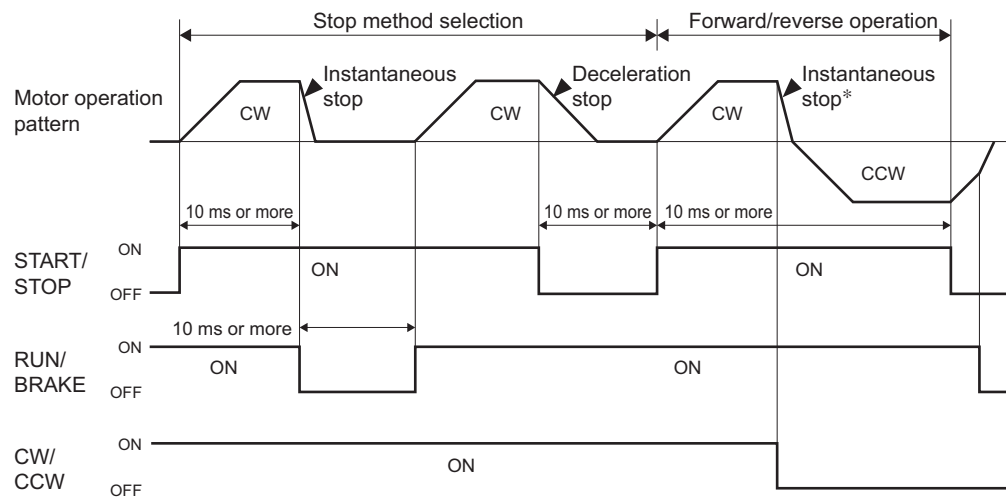 Stop method selection
Forward/reverse operation
Motor operation
pattern
Instantaneous
stop
Deceleration
stop
Instantaneous
stop*
CW
CW
CW
CCW
10 ms or more
10 ms or more
10 ms or more
START/
STOP
ON
OFF
ON
ON
10 ms or more
RUN/
BRAKE
ON
OFF
ON
ON
CW/
CCW
ON
OFF
ON